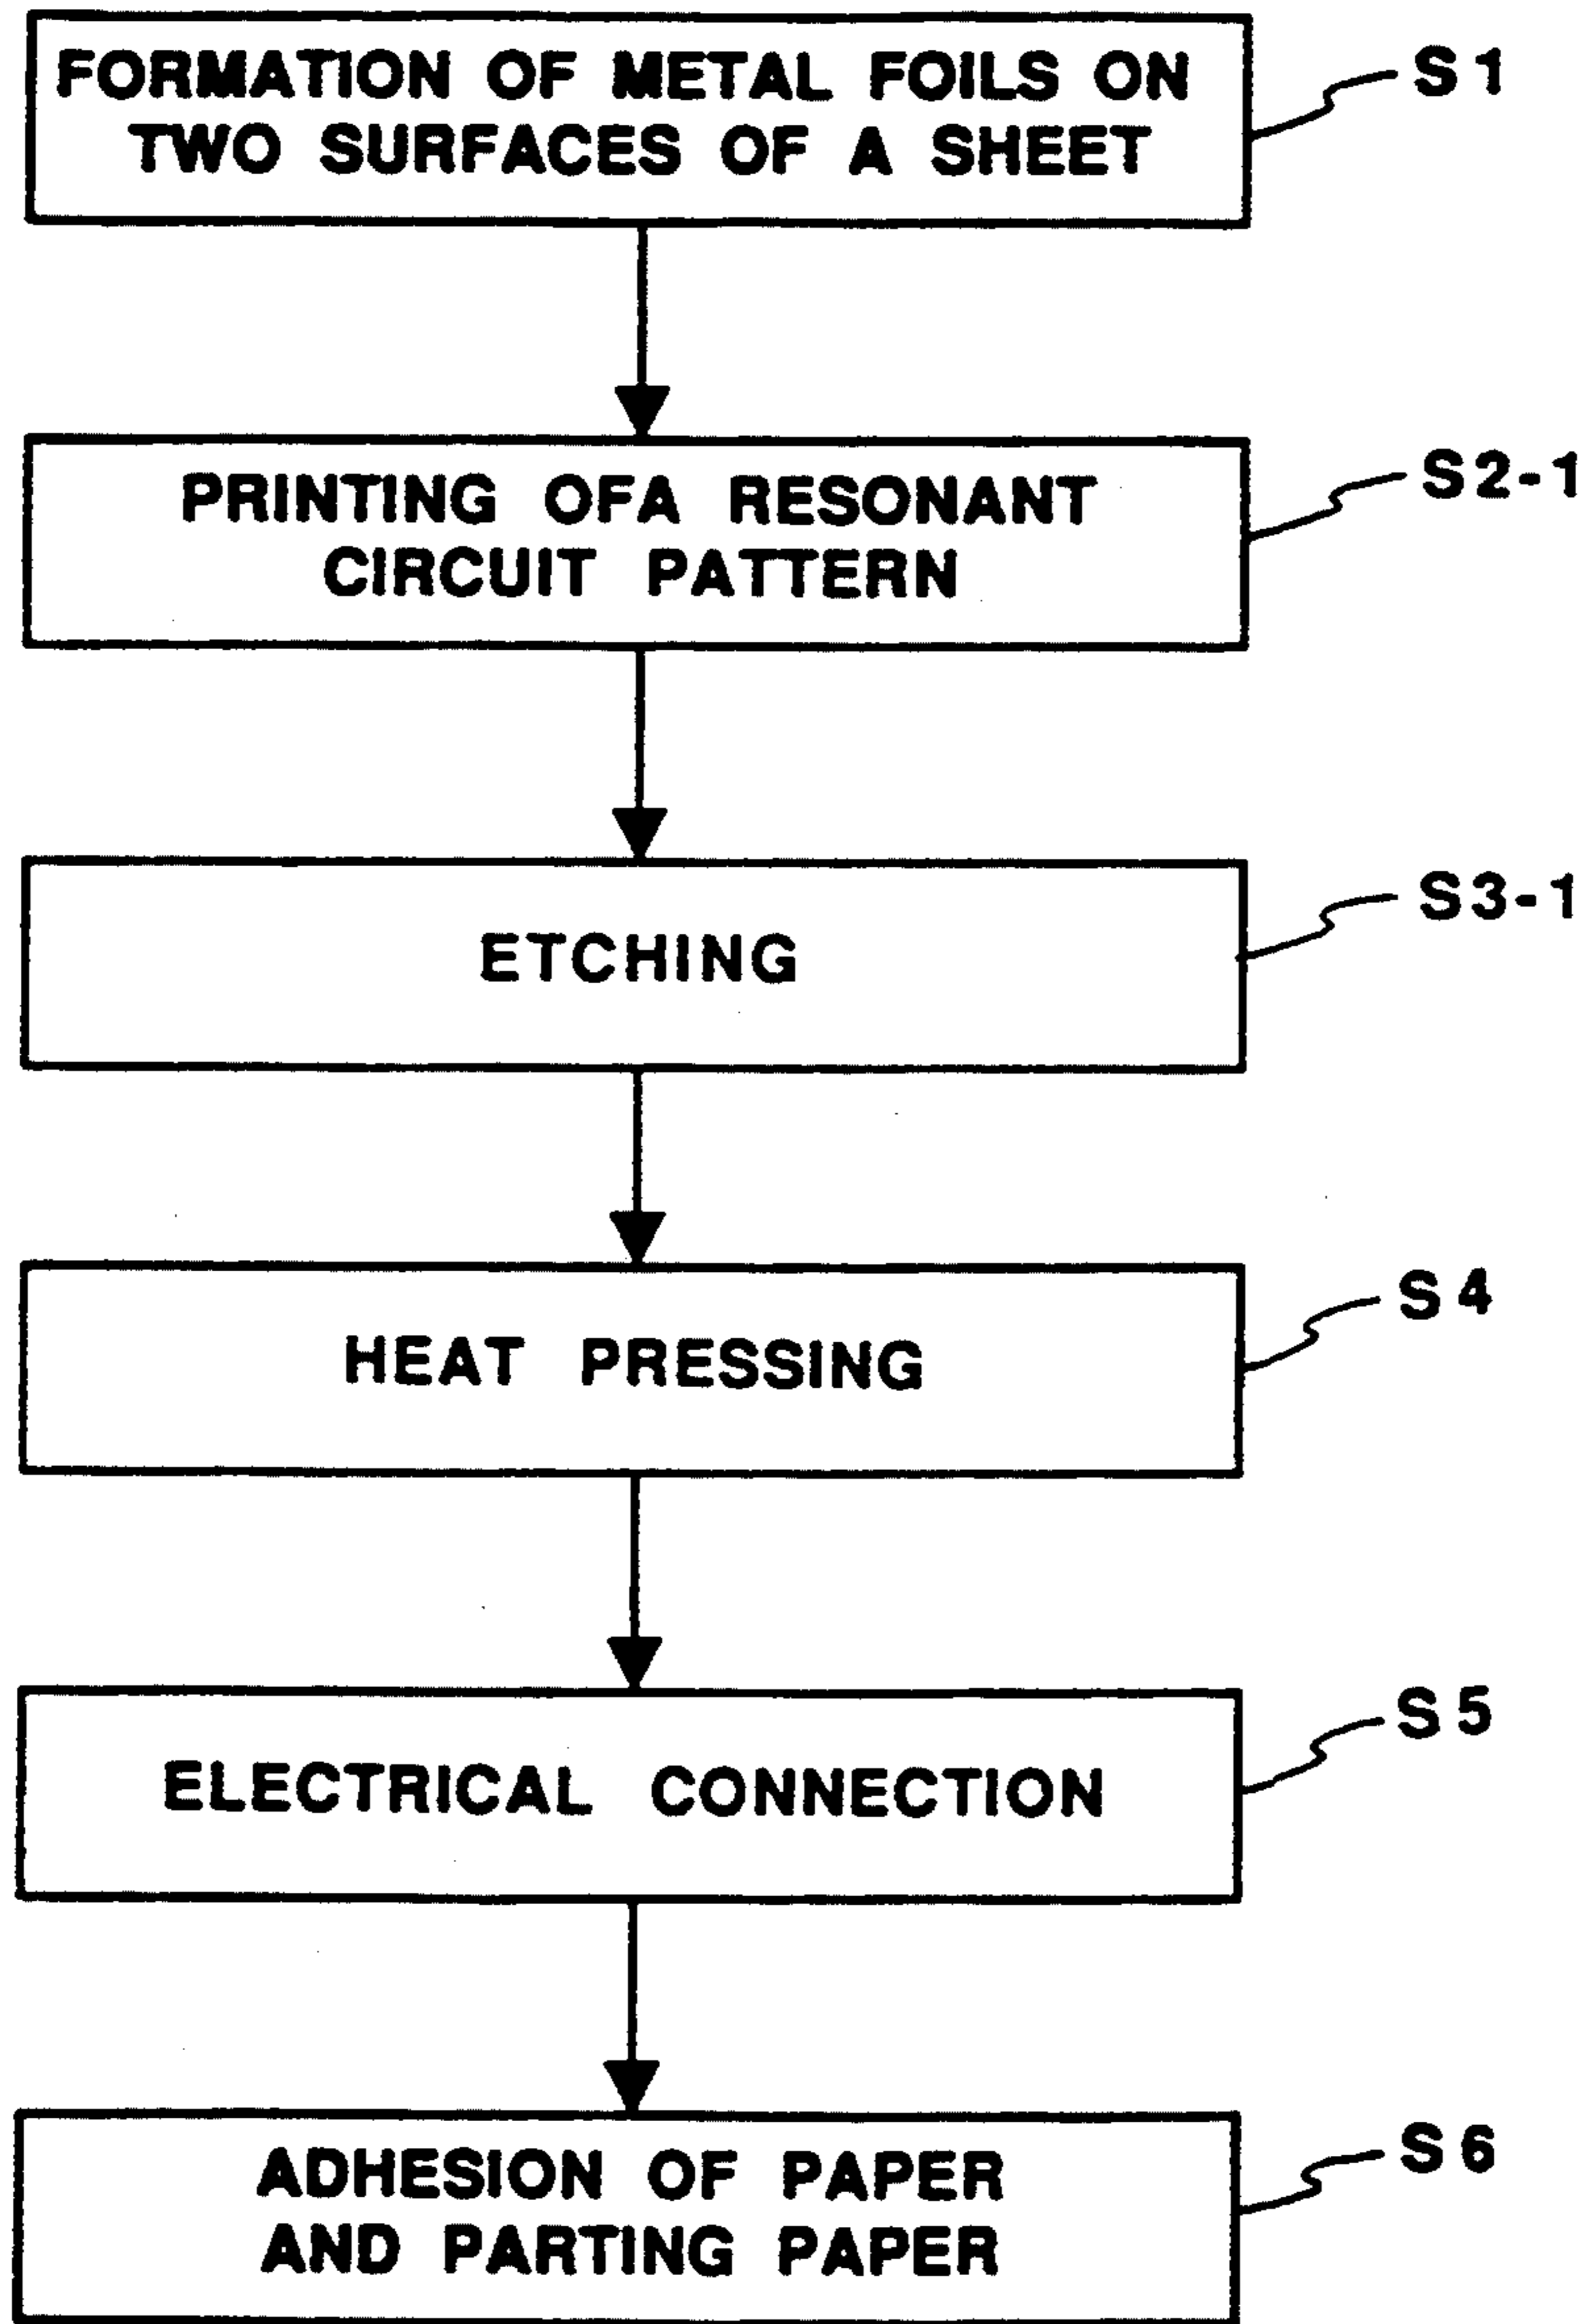 FORMATION OF METAL FOILS ON
TWO SURFACES OF A SHEET
S1
PRINTING OFA RESONANT
CIRCUIT PATTERN
S2-1
ETCHING
S3-1
HEAT PRESSING
S4
ELECTRICAL CONNECTION
S5
ADHESION OF PAPER
AND PARTING PAPER
S6